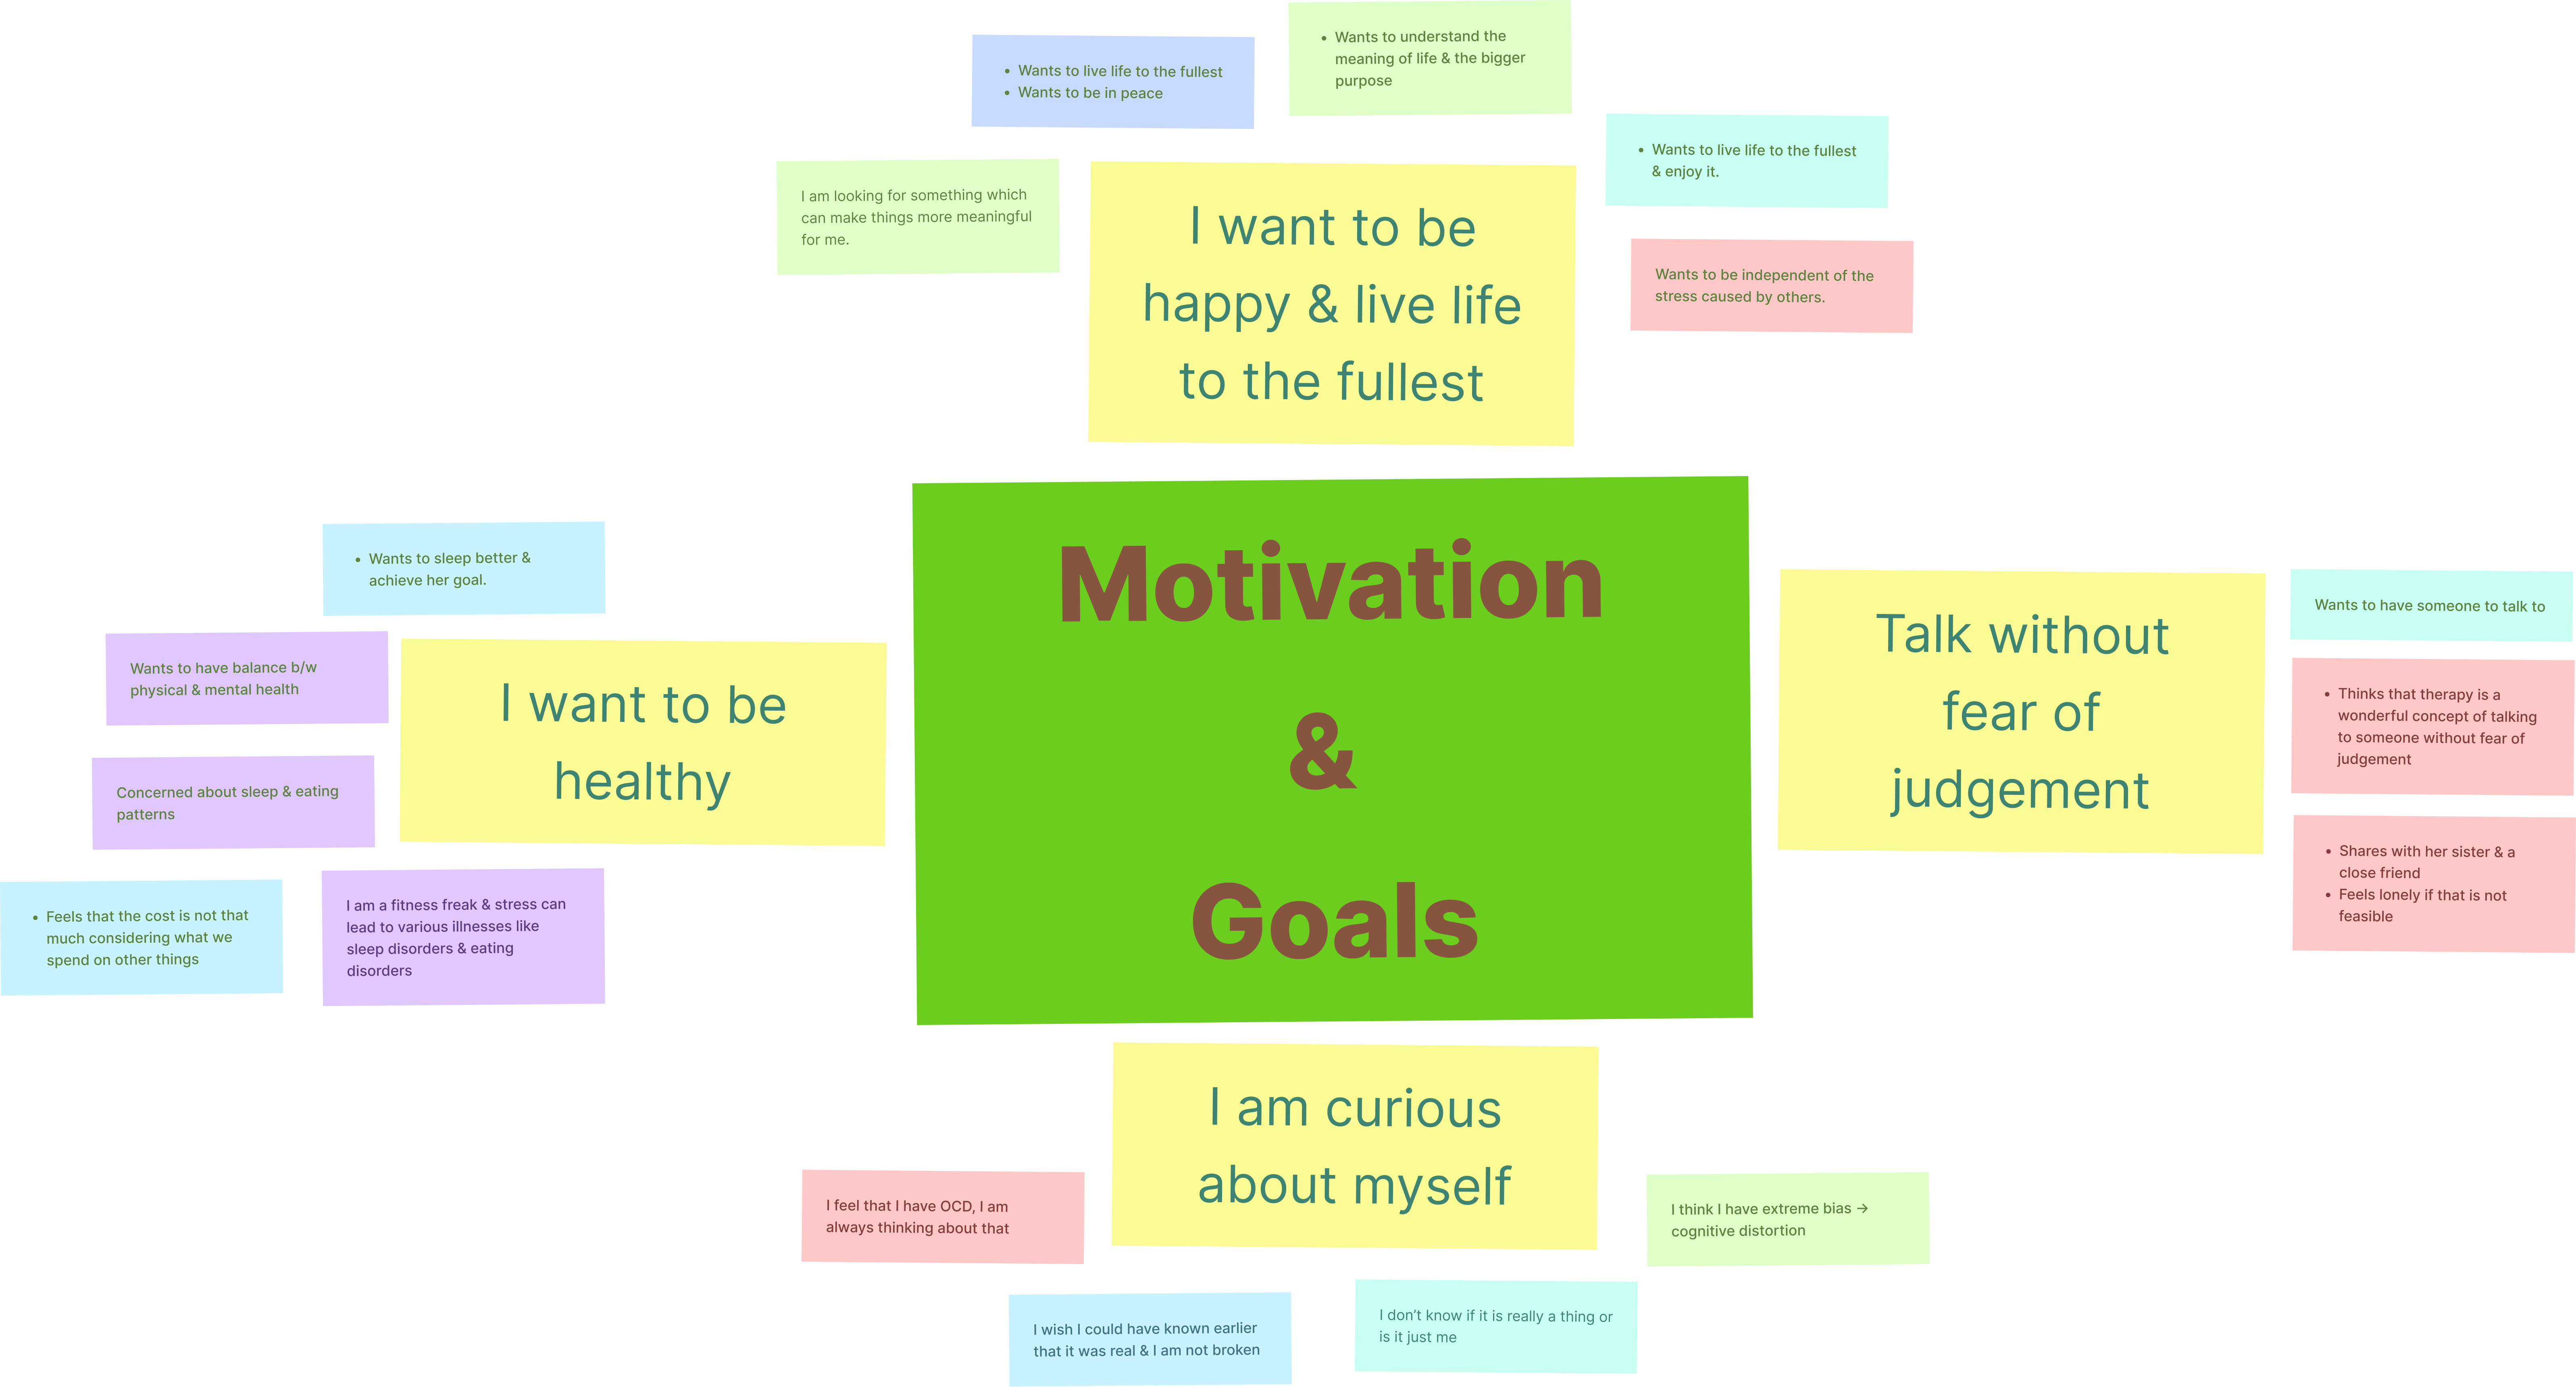 • Wants to understand the
meaning of life & the bigger
purpose
• Wants to live life to the fullest
• Wants to be in peace
• Wants to live life to the fullest
& enjoy it.
I am looking for something which
can make things more meaningful
for me.
I want to be
happy & live life
to the fullest
Wants to be independent of the
stress caused by others.
Motivation
&
Goals
• Wants to sleep better &
achieve her goal.
Wants to have balance b/w
physical & mental health
I want to be
healthy
Concerned about sleep & eating
patterns
• Feels that the cost is not that
much considering what we
spend on other things
I am a fitness freak & stress can
lead to various illnesses like
sleep disorders & eating
disorders
Talk without
fear of
judgement
Wants to have someone to talk to
• Thinks that therapy is a
wonderful concept of talking
to someone without fear of
judgement
• Shares with her sister & a
close friend
• Feels lonely if that is not
feasible
I am curious
about myself
I feel that I have OCD, I am
always thinking about that
I think I have extreme bias →
cognitive distortion
I wish I could have known earlier
that it was real & I am not broken
I don’t know if it is really a thing or
is it just me